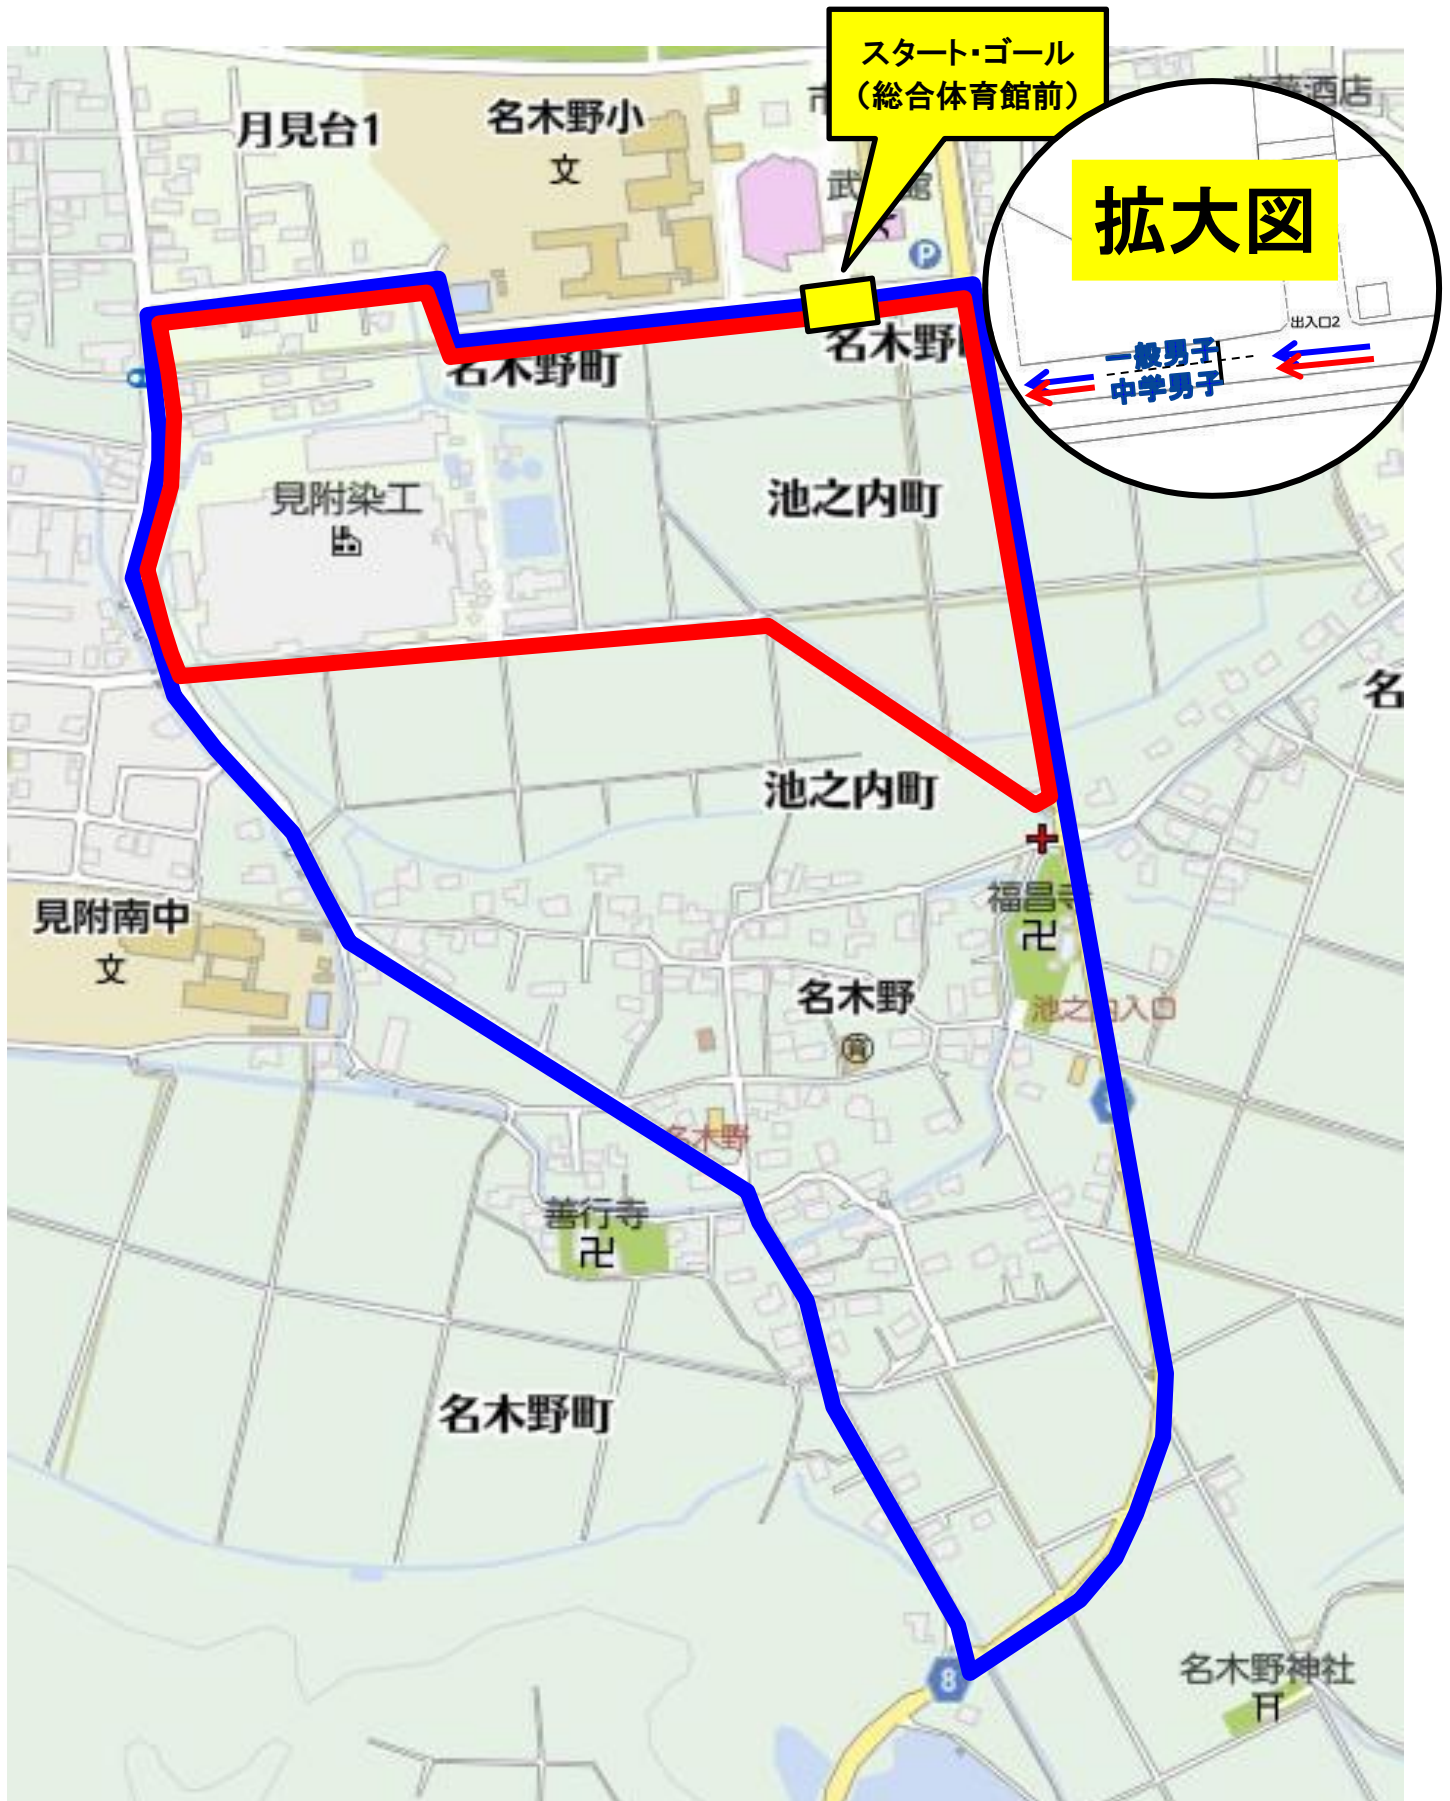 スタート・ゴール
（総合体育館前）
月見台1
名木野小
文
拡大図
出入口2
一般男子
中学男子
名木野町
見附染工
池之内町
名
池之内町
見附南中
文
福昌寺
卍
名木野
池之内入口
名木野
善行寺
卍
名木野町
8
名木野神社
P